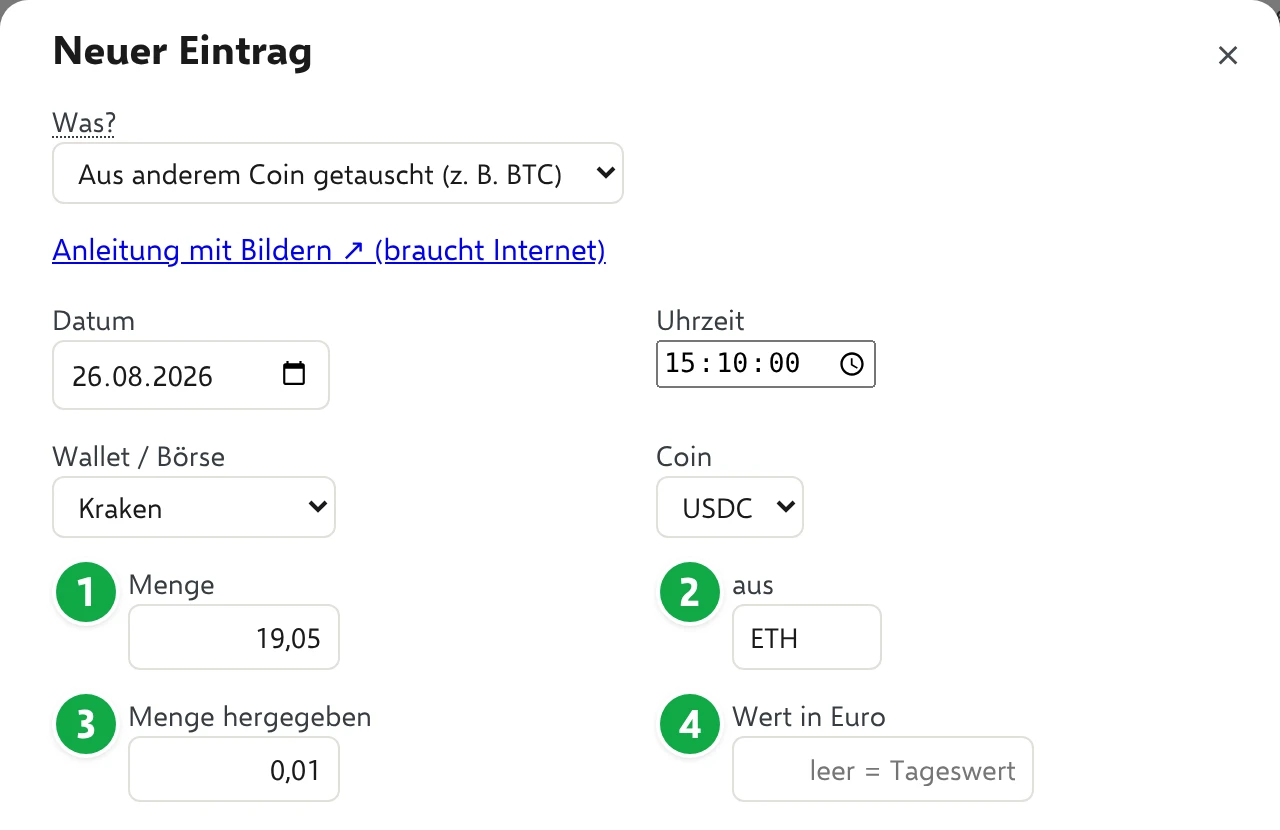 Neuer Eintrag
×
Was?
Aus anderem Coin getauscht (z. B. BTC)
Anleitung mit Bildern ↗ (braucht Internet)
Datum
Uhrzeit
26.08.2026
15:10:00
Wallet / Börse
Coin
Kraken
USDC
1 Menge
2 aus
19,05
ETH
3 Menge hergegeben
4 Wert in Euro
0,01
leer = Tageswert